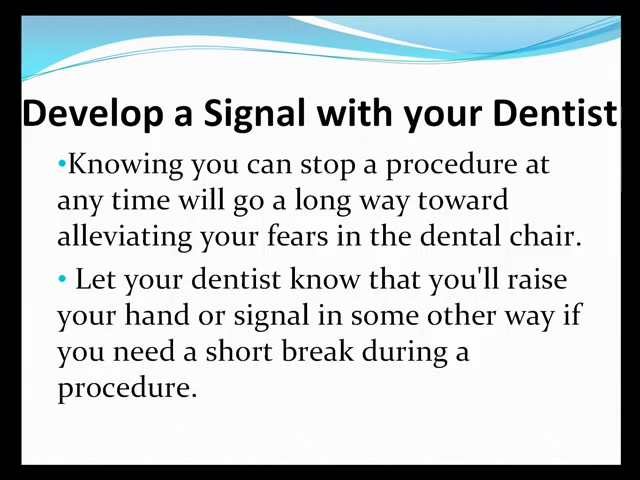 Develop a Signal with your Dentist:
•Knowing you can stop a procedure at
any time will go a long way toward
alleviating your fears in the dental chair.
• Let your dentist know that you'll raise
your hand or signal in some other way if
you need a short break during a
procedure.